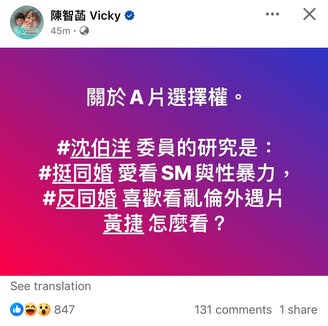 陳智菡 Vicky
45m ·
關於 A 片選擇權。
#沈伯洋 委員的研究是：
#挺同婚 愛看 SM 與性暴力，
#反同婚 喜歡看亂倫外遇片
黃捷 怎麼看？
See translation
847
131 comments 1 share